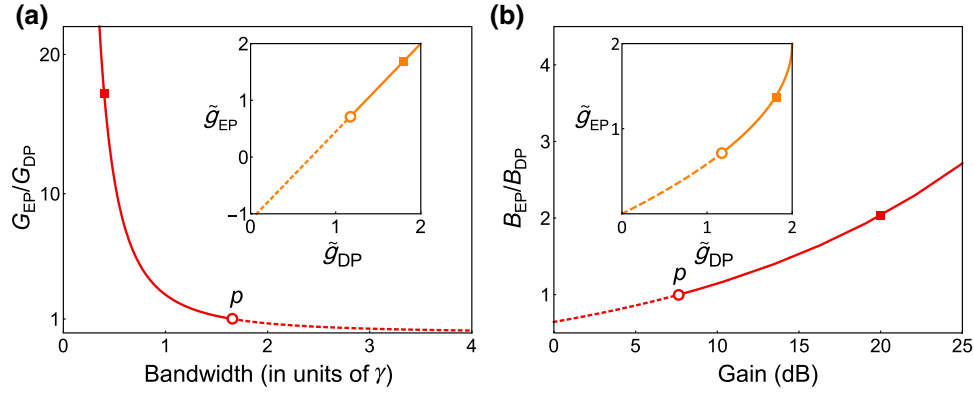 (a)
20
10
1
G_EP/G_DP
0 1 2 3 4
Bandwidth (in units of γ)
p
2
1
0
−1
g̃_EP
0 1 2
g̃_DP
(b)
4
3
2
1
B_EP/B_DP
0 5 10 15 20 25
Gain (dB)
p
2
1
g̃_EP
0 1 2
g̃_DP